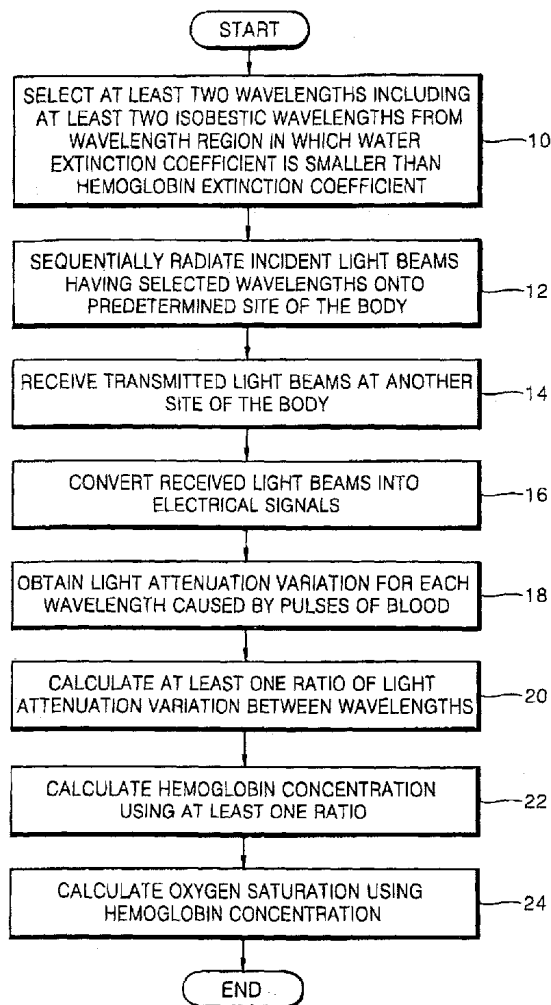 START
SELECT AT LEAST TWO WAVELENGTHS INCLUDING
AT LEAST TWO ISOBESTIC WAVELENGTHS FROM
WAVELENGTH REGION IN WHICH WATER
EXTINCTION COEFFICIENT IS SMALLER THAN
HEMOGLOBIN EXTINCTION COEFFICIENT
10
SEQUENTIALLY RADIATE INCIDENT LIGHT BEAMS
HAVING SELECTED WAVELENGTHS ONTO
PREDETERMINED SITE OF THE BODY
12
RECEIVE TRANSMITTED LIGHT BEAMS AT ANOTHER
SITE OF THE BODY
14
CONVERT RECEIVED LIGHT BEAMS INTO
ELECTRICAL SIGNALS
16
OBTAIN LIGHT ATTENUATION VARIATION FOR EACH
WAVELENGTH CAUSED BY PULSES OF BLOOD
18
CALCULATE AT LEAST ONE RATIO OF LIGHT
ATTENUATION VARIATION BETWEEN WAVELENGTHS
20
CALCULATE HEMOGLOBIN CONCENTRATION
USING AT LEAST ONE RATIO
22
CALCULATE OXYGEN SATURATION USING
HEMOGLOBIN CONCENTRATION
24
END